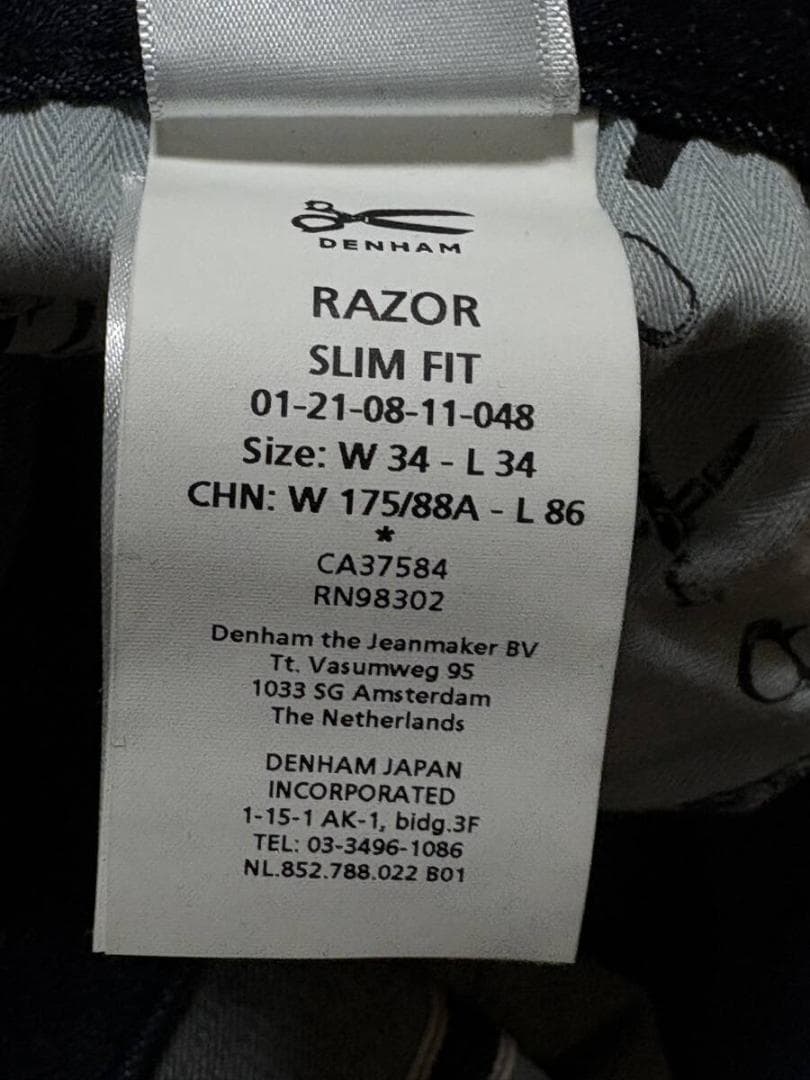 DENHAM
RAZOR
SLIM FIT
01-21-08-11-048
Size: W 34 - L 34
CHN: W 175/88A - L 86
*
CA37584
RN98302
Denham the Jeanmaker BV
Tt. Vasumweg 95
1033 SG Amsterdam
The Netherlands
DENHAM JAPAN
INCORPORATED
1-15-1 AK-1, bidg.3F
TEL: 03-3496-1086
NL.852.788.022 B01